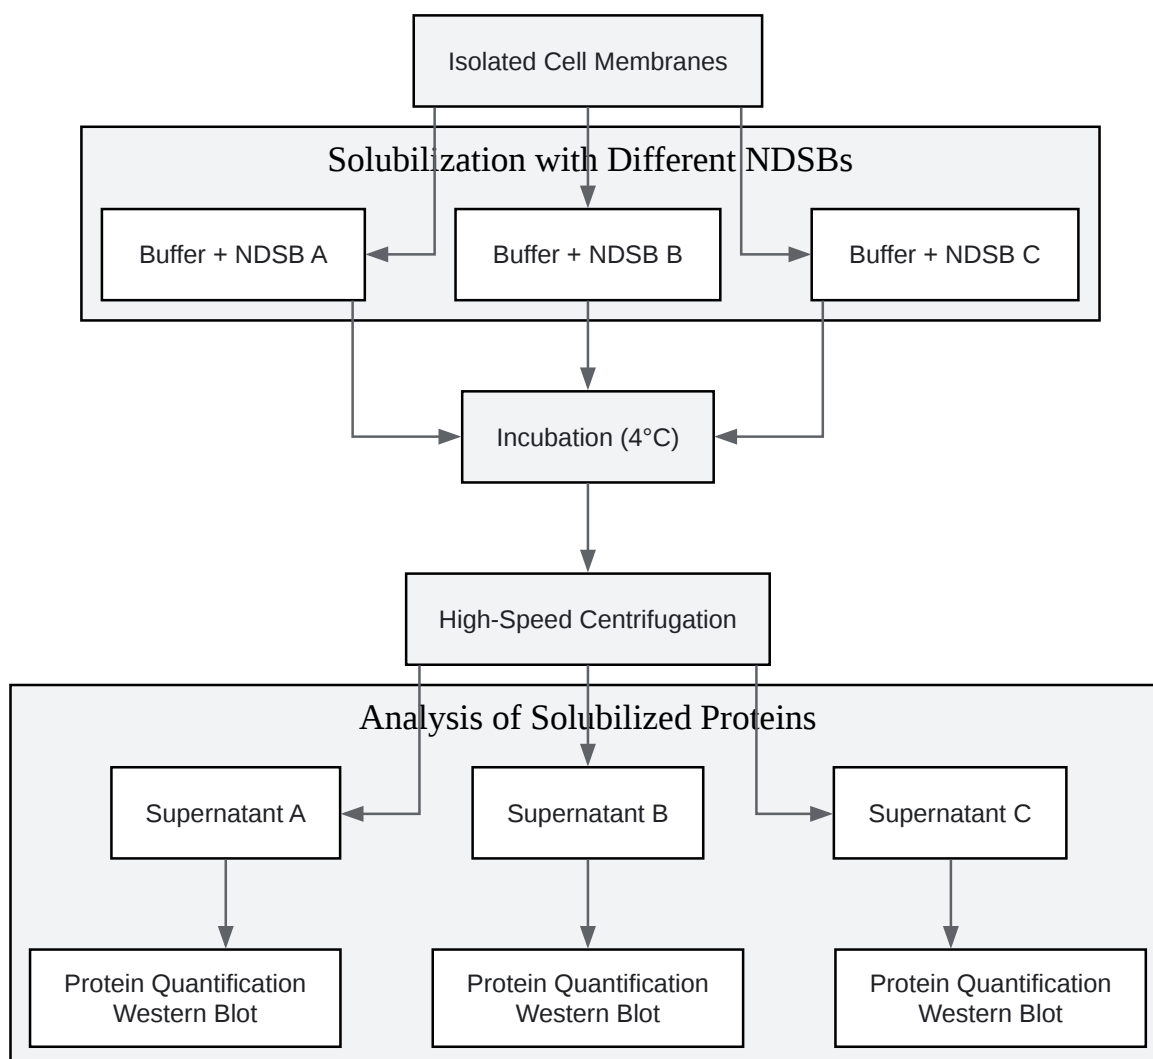 Isolated Cell Membranes
Solubilization with Different NDSBs
Buffer + NDSB A
Buffer + NDSB B
Buffer + NDSB C
Incubation (4°C)
High-Speed Centrifugation
Analysis of Solubilized Proteins
Supernatant A
Supernatant B
Supernatant C
Protein Quantification
Western Blot
Protein Quantification
Western Blot
Protein Quantification
Western Blot